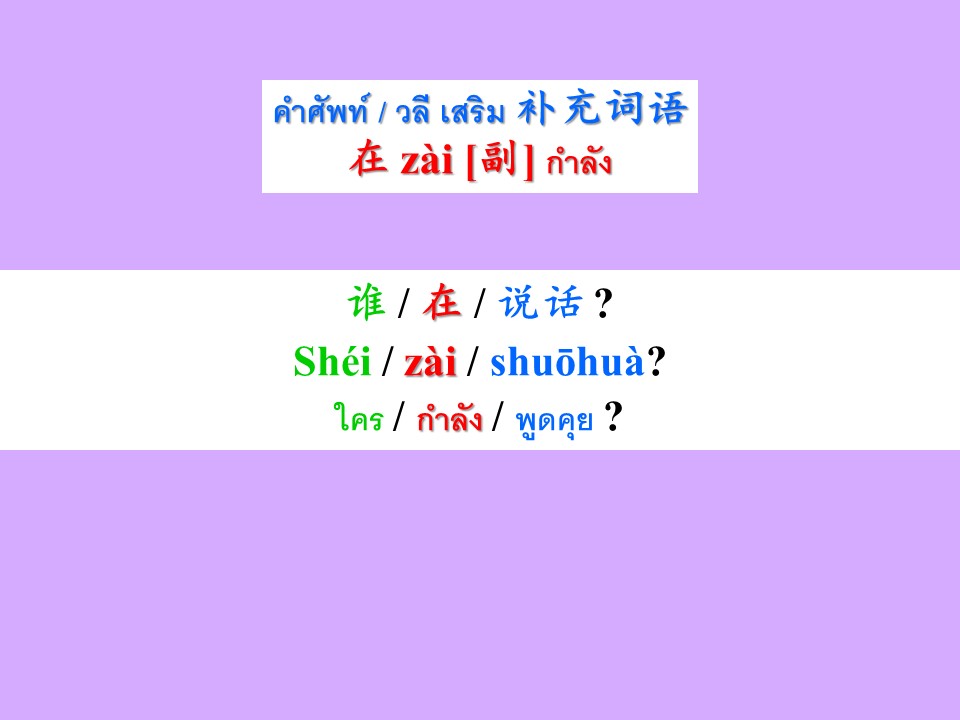 คำศัพท์ / วลี เสริม 补充词语
在 zài [副] กำลัง
谁 / 在 / 说话 ?
Shéi / zài / shuōhuà?
ใคร / กำลัง / พูดคุย ?